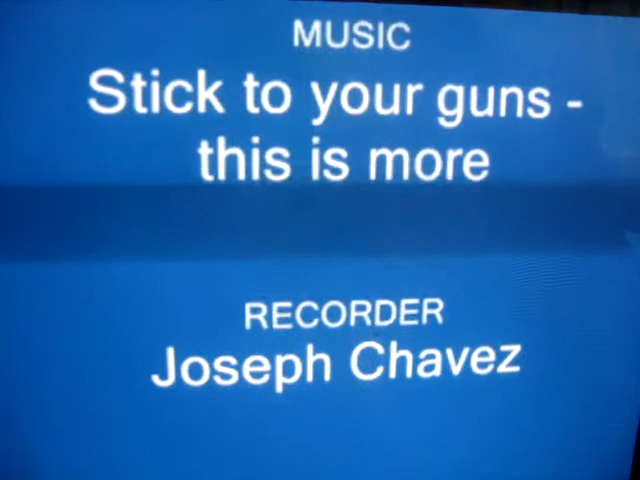 MUSIC
Stick to your guns -
this is more
RECORDER
Joseph Chavez